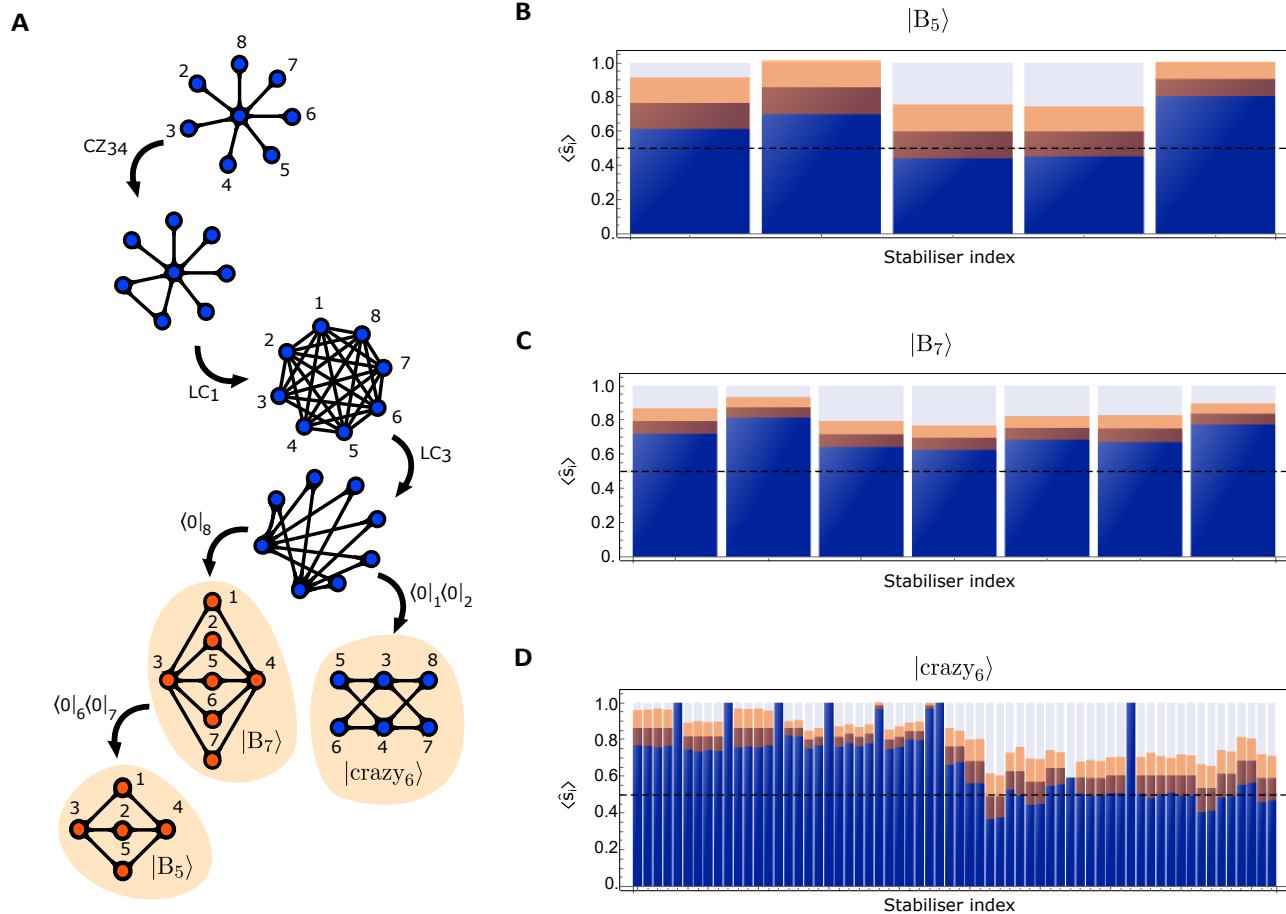 A
8
2
7
3
6
4
5
CZ34
LC1
1
8
2
7
3
6
4
5
LC3
⟨0|8
⟨0|1⟨0|2
1
2
5
3
4
6
7
|B7⟩
5
3
8
6
4
7
|crazy6⟩
⟨0|6⟨0|7
1
3
2
4
5
|B5⟩
B
|B5⟩
1.0
0.8
0.6
0.4
0.2
0.
⟨ŝi⟩
Stabiliser index
C
|B7⟩
1.0
0.8
0.6
0.4
0.2
0.
⟨ŝi⟩
Stabiliser index
D
|crazy6⟩
1.0
0.8
0.6
0.4
0.2
0.
⟨ŝi⟩
Stabiliser index